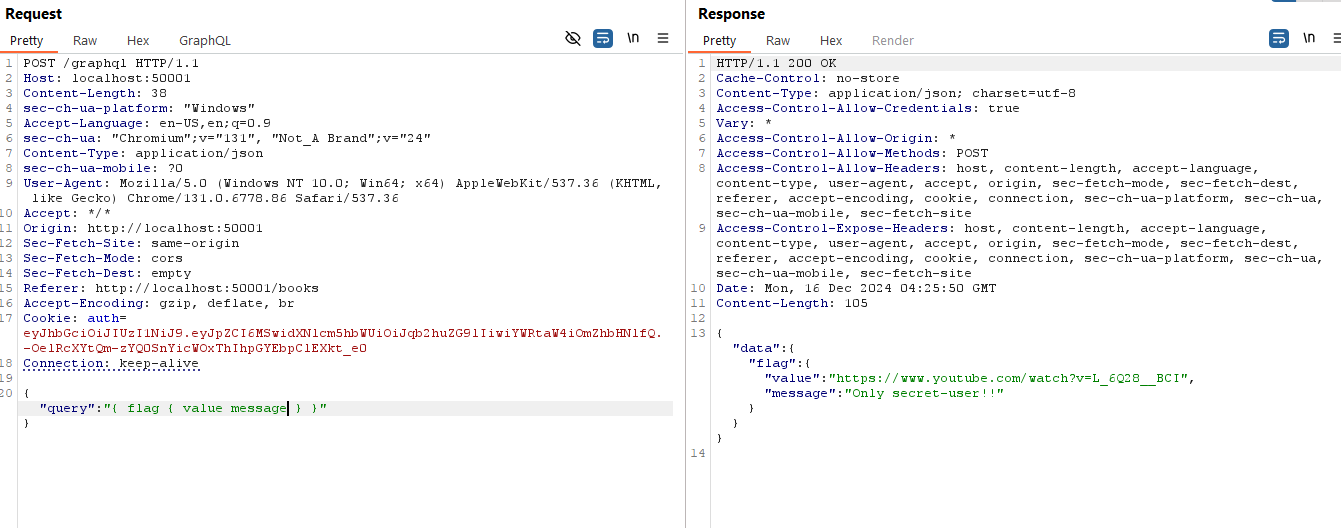 Request
Pretty Raw Hex GraphQL \n
1 POST /graphql HTTP/1.1
2 Host: localhost:50001
3 Content-Length: 38
4 sec-ch-ua-platform: "Windows"
5 Accept-Language: en-US,en;q=0.9
6 sec-ch-ua: "Chromium";v="131", "Not_A Brand";v="24"
7 Content-Type: application/json
8 sec-ch-ua-mobile: ?0
9 User-Agent: Mozilla/5.0 (Windows NT 10.0; Win64; x64) AppleWebKit/537.36 (KHTML,
like Gecko) Chrome/131.0.6778.86 Safari/537.36
10 Accept: */*
11 Origin: http://localhost:50001
12 Sec-Fetch-Site: same-origin
13 Sec-Fetch-Mode: cors
14 Sec-Fetch-Dest: empty
15 Referer: http://localhost:50001/books
16 Accept-Encoding: gzip, deflate, br
17 Cookie: auth=
eyJhbGciOiJIUzI1NiJ9.eyJpZCI6MSwidXNlcm5hbWUiOiJqb2huZG9lIiwiYWRtaW4iOmZhbHNlfQ.
-OelRcXYtQm-zYQ0SnYicWOxThIhpGYEbpClEXkt_e0
18 Connection: keep-alive
19
20 {
"query":"{ flag { value message } }"
}
Response
Pretty Raw Hex Render \n
1 HTTP/1.1 200 OK
2 Cache-Control: no-store
3 Content-Type: application/json; charset=utf-8
4 Access-Control-Allow-Credentials: true
5 Vary: *
6 Access-Control-Allow-Origin: *
7 Access-Control-Allow-Methods: POST
8 Access-Control-Allow-Headers: host, content-length, accept-language,
content-type, user-agent, accept, origin, sec-fetch-mode, sec-fetch-dest,
referer, accept-encoding, cookie, connection, sec-ch-ua-platform, sec-ch-ua,
sec-ch-ua-mobile, sec-fetch-site
9 Access-Control-Expose-Headers: host, content-length, accept-language,
content-type, user-agent, accept, origin, sec-fetch-mode, sec-fetch-dest,
referer, accept-encoding, cookie, connection, sec-ch-ua-platform, sec-ch-ua,
sec-ch-ua-mobile, sec-fetch-site
10 Date: Mon, 16 Dec 2024 04:25:50 GMT
11 Content-Length: 105
12
13 {
"data":{
"flag":{
"value":"https://www.youtube.com/watch?v=L_6Q28__BCI",
"message":"Only secret-user!!"
}
}
}
14